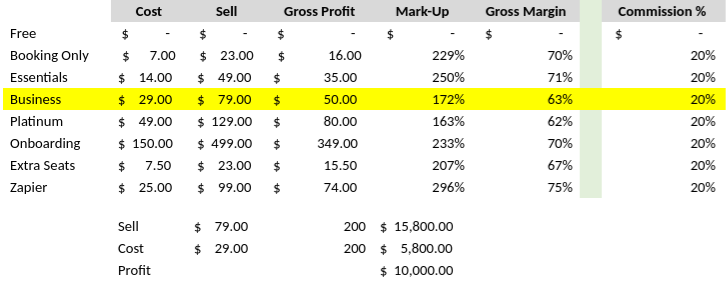 Cost Sell Gross Profit Mark-Up Gross Margin Commission %
Free $ - $ - $ - $ - $ - $ -
Booking Only $ 7.00 $ 23.00 $ 16.00 229% 70% 20%
Essentials $ 14.00 $ 49.00 $ 35.00 250% 71% 20%
Business $ 29.00 $ 79.00 $ 50.00 172% 63% 20%
Platinum $ 49.00 $ 129.00 $ 80.00 163% 62% 20%
Onboarding $ 150.00 $ 499.00 $ 349.00 233% 70% 20%
Extra Seats $ 7.50 $ 23.00 $ 15.50 207% 67% 20%
Zapier $ 25.00 $ 99.00 $ 74.00 296% 75% 20%
Sell $ 79.00 200 $ 15,800.00
Cost $ 29.00 200 $ 5,800.00
Profit $ 10,000.00